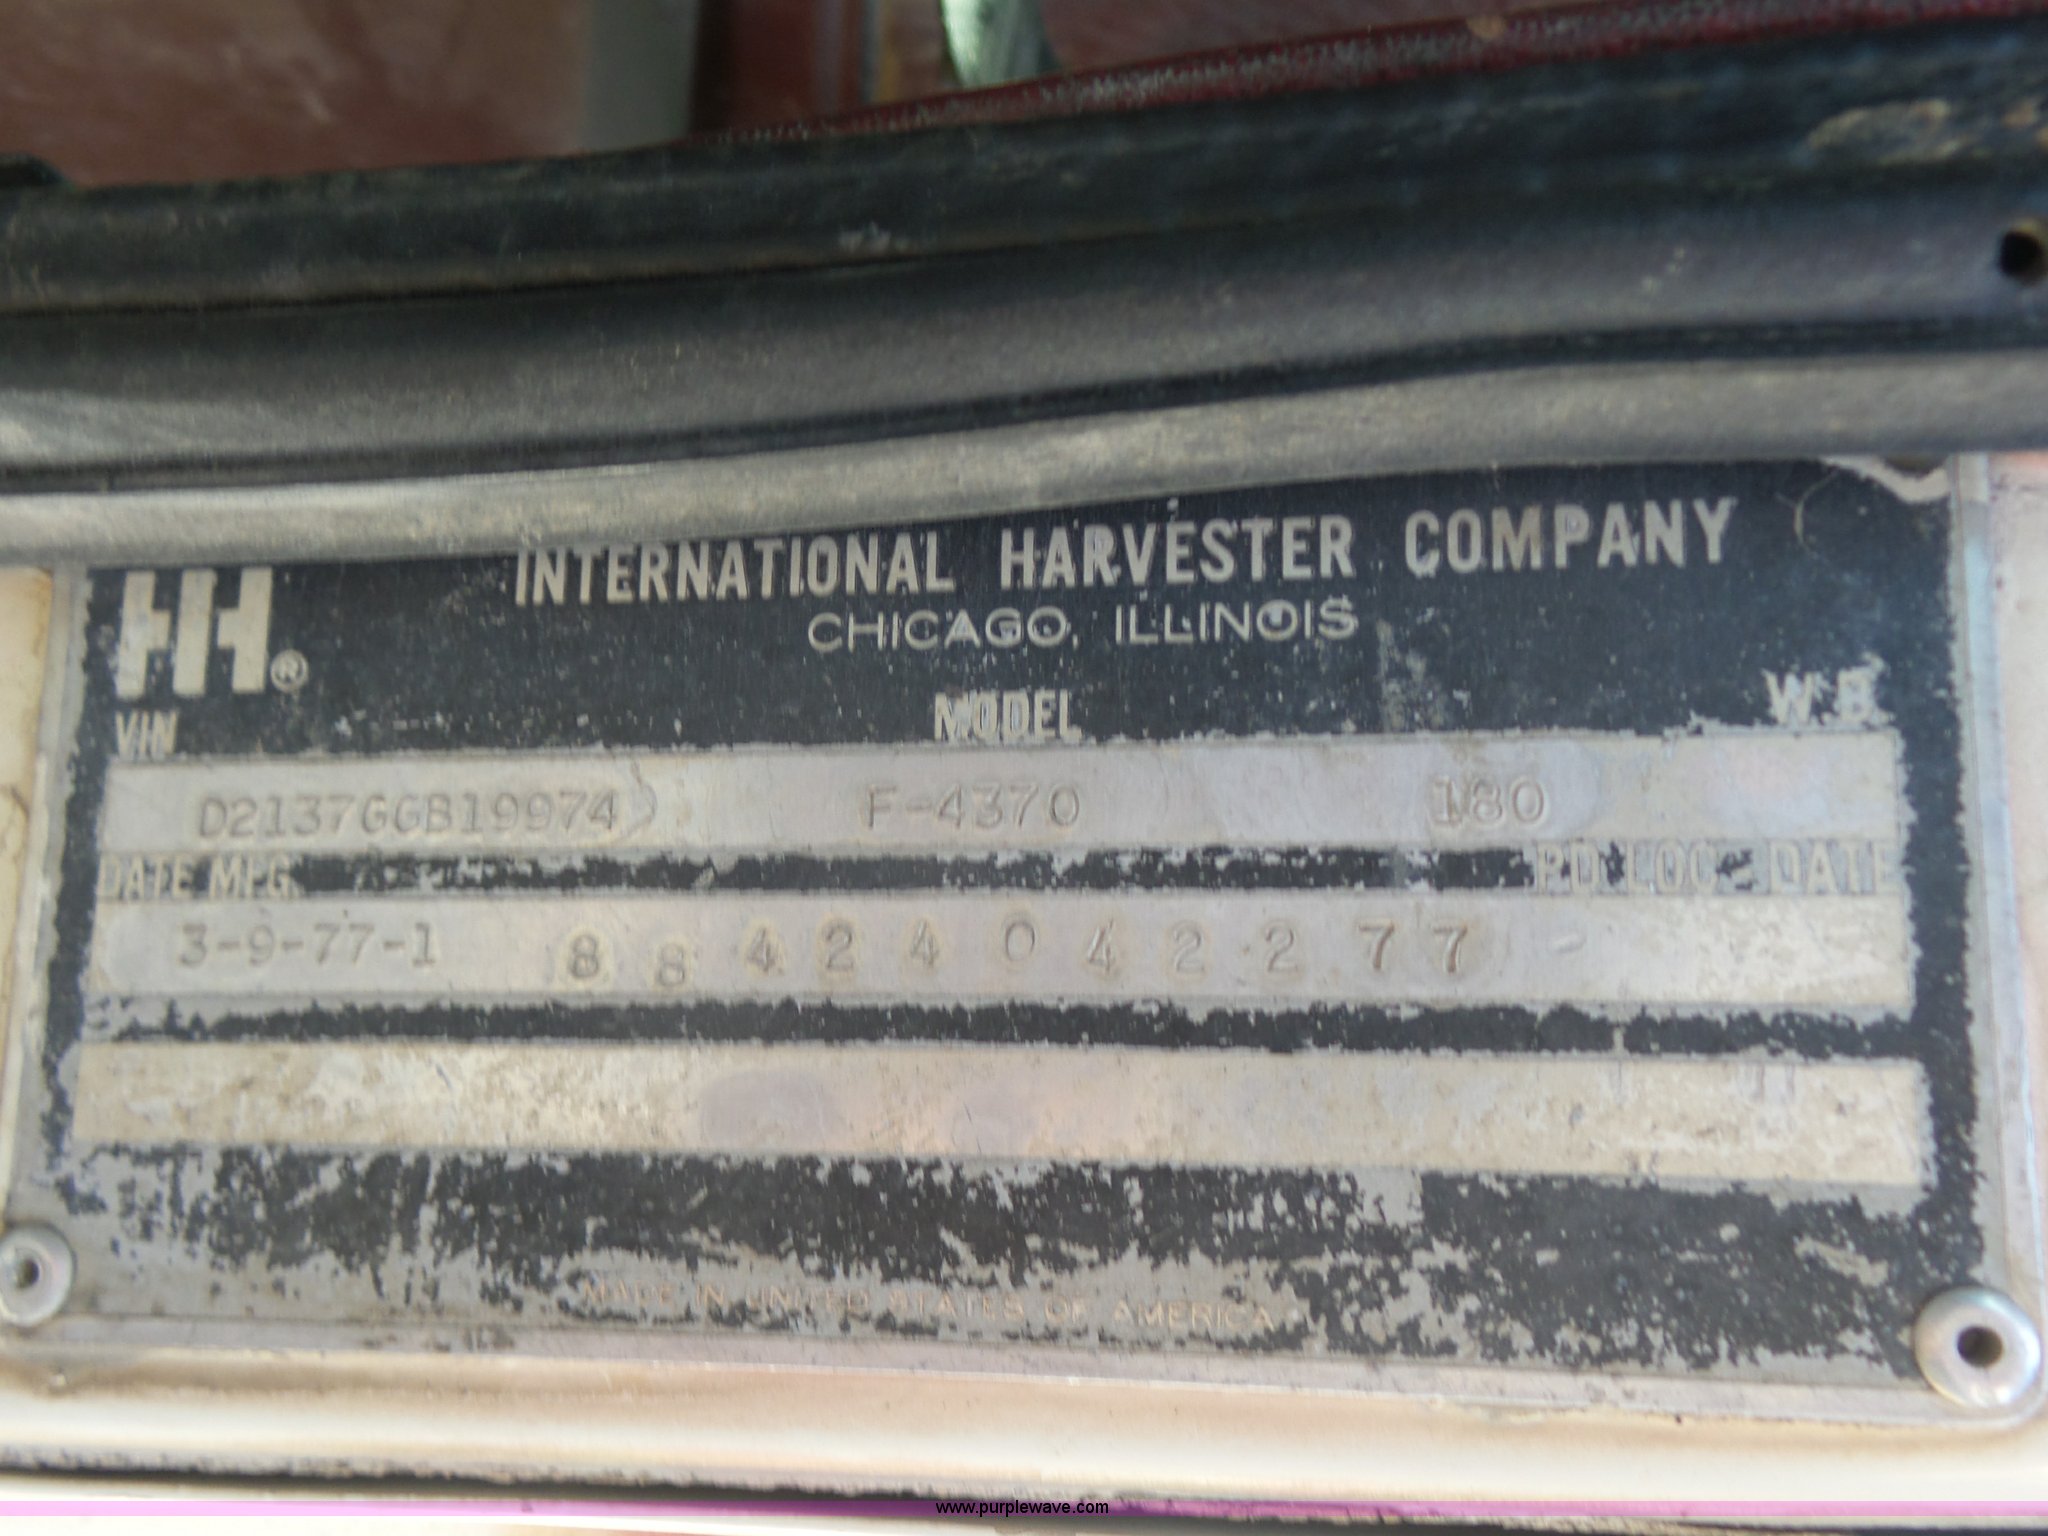 INTERNATIONAL HARVESTER COMPANY
IH®
CHICAGO, ILLINOIS
VIN MODEL W.B.
D2137GGB19974 F-4370 180
DATE MFG. PD LOC - DATE
3-9-77-1 8 8 4 2 4 0 4 2 2 7 7 -
MADE IN UNITED STATES OF AMERICA
www.purplewave.com